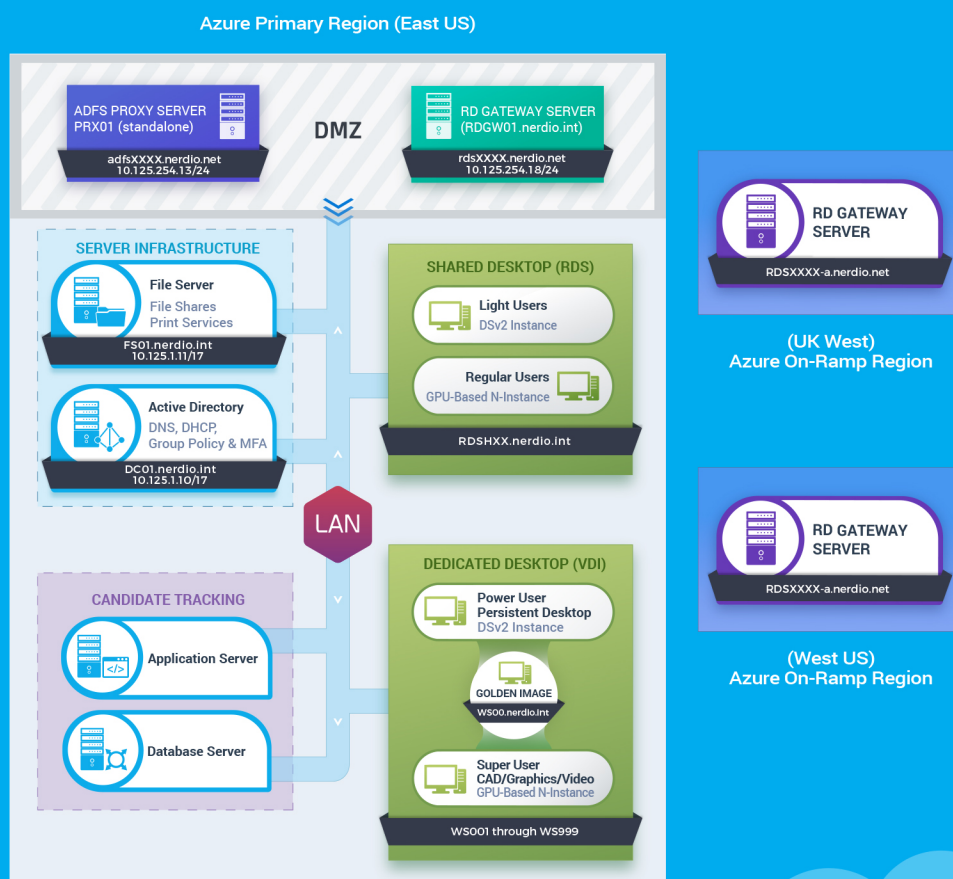 Azure Primary Region (East US)
ADFS PROXY SERVER
PRX01 (standalone)
adfsXXXX.nerdio.net
10.125.254.13/24
DMZ
RD GATEWAY SERVER
(RDGW01.nerdio.int)
rdsXXXX.nerdio.net
10.125.254.18/24
SERVER INFRASTRUCTURE
File Server
File Shares
Print Services
FS01.nerdio.int
10.125.1.11/17
Active Directory
DNS, DHCP,
Group Policy & MFA
DC01.nerdio.int
10.125.1.10/17
SHARED DESKTOP (RDS)
Light Users
DSv2 Instance
Regular Users
GPU-Based N-Instance
RDSHXX.nerdio.int
LAN
CANDIDATE TRACKING
Application Server
Database Server
DEDICATED DESKTOP (VDI)
Power User
Persistent Desktop
DSv2 Instance
GOLDEN IMAGE
WS00.nerdio.int
Super User
CAD/Graphics/Video
GPU-Based N-Instance
WS001 through WS999
RD GATEWAY
SERVER
RDSXXXX-a.nerdio.net
(UK West)
Azure On-Ramp Region
RD GATEWAY
SERVER
RDSXXXX-a.nerdio.net
(West US)
Azure On-Ramp Region